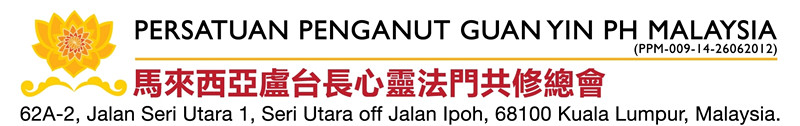 PERSATUAN PENGANUT GUAN YIN PH MALAYSIA
(PPM-009-14-26062012)
馬來西亞盧台長心靈法門共修總會
62A-2, Jalan Seri Utara 1, Seri Utara off Jalan Ipoh, 68100 Kuala Lumpur, Malaysia.